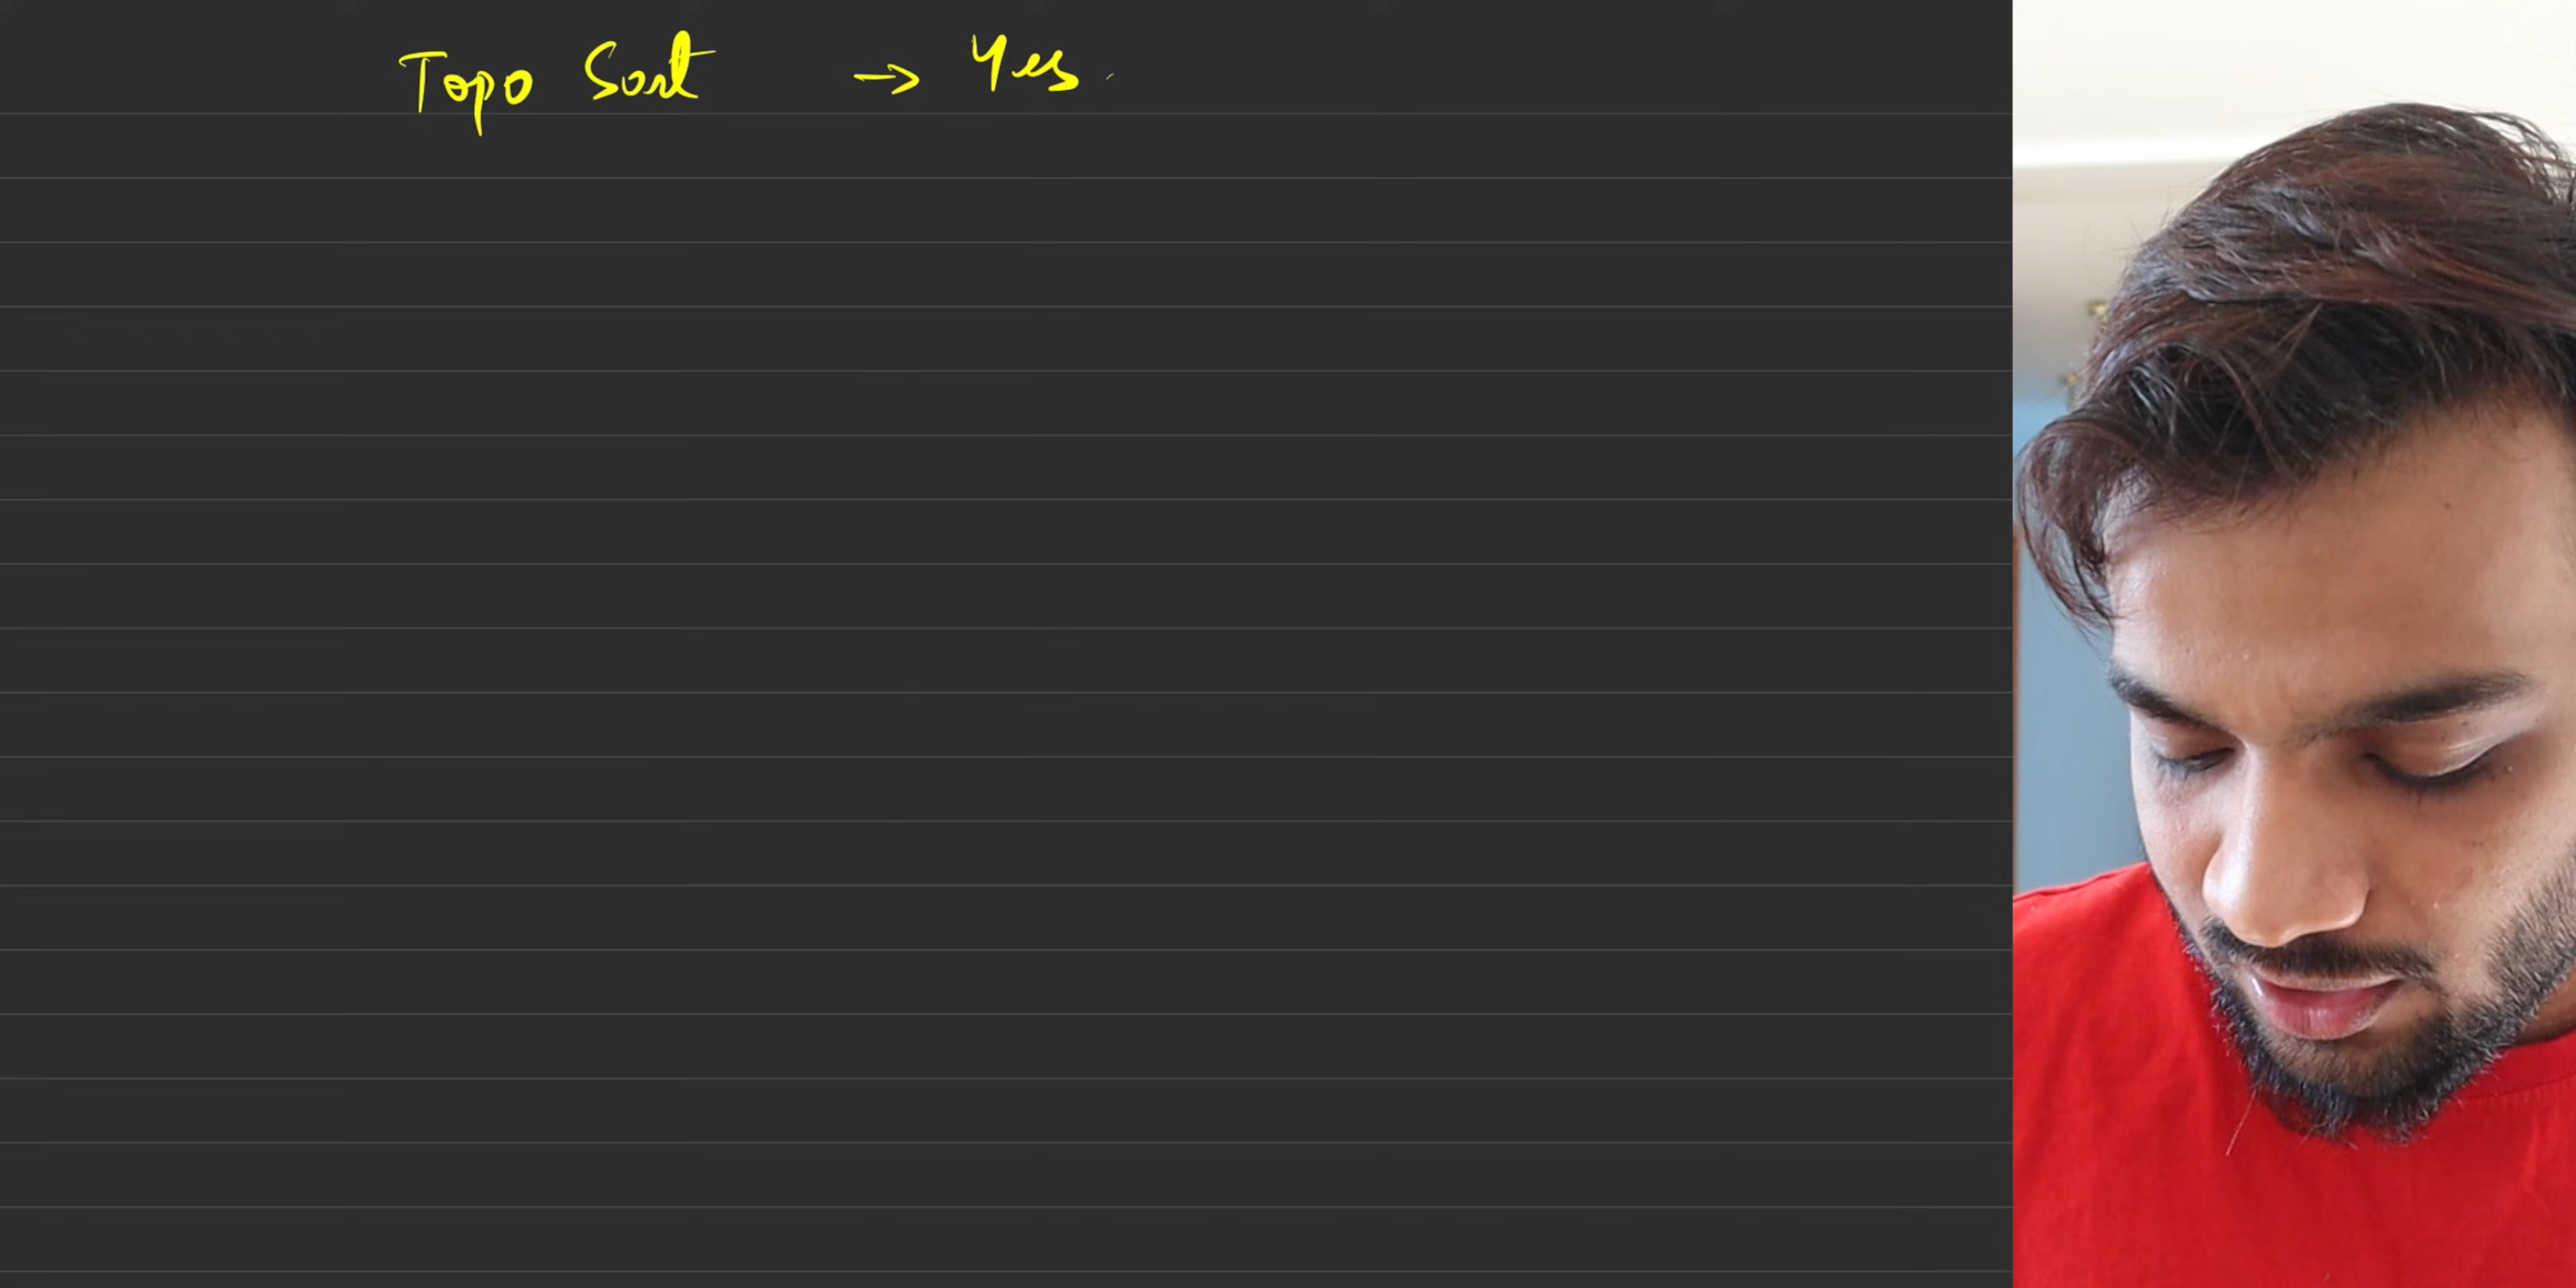 Topo Sort → Yes.